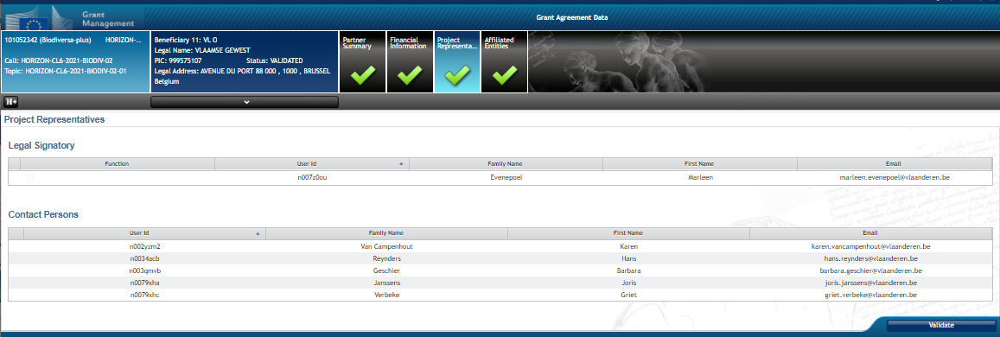 Grant
Management
Grant Agreement Data
101052342 (Biodiversa-plus) HORIZON-..
Call: HORIZON-CL6-2021-BIODIV-02
Topic: HORIZON-CL6-2021-BIODIV-02-01
Beneficiary 11: VL O
Legal Name: VLAAMSE GEWEST
PIC: 999575107 Status: VALIDATED
Legal Address: AVENUE DU PORT 88 000 , 1000 , BRUSSEL
Belgium
Partner
Summary
Financial
Information
Project
Representa...
Affiliated
Entities
Project Representatives
Legal Signatory
Function User Id Family Name First Name Email
n007z0ou Evenepoel Marleen marleen.evenepoel@vlaanderen.be
Contact Persons
User Id Family Name First Name Email
n002yzm2 Van Campenhout Karen karen.vancampenhout@vlaanderen.be
n0034acb Reynders Hans hans.reynders@vlaanderen.be
n003qmvb Geschier Barbara barbara.geschier@vlaanderen.be
n0079xha Janssens Joris joris.janssens@vlaanderen.be
n0079xhc Verbeke Griet griet.verbeke@vlaanderen.be
Validate